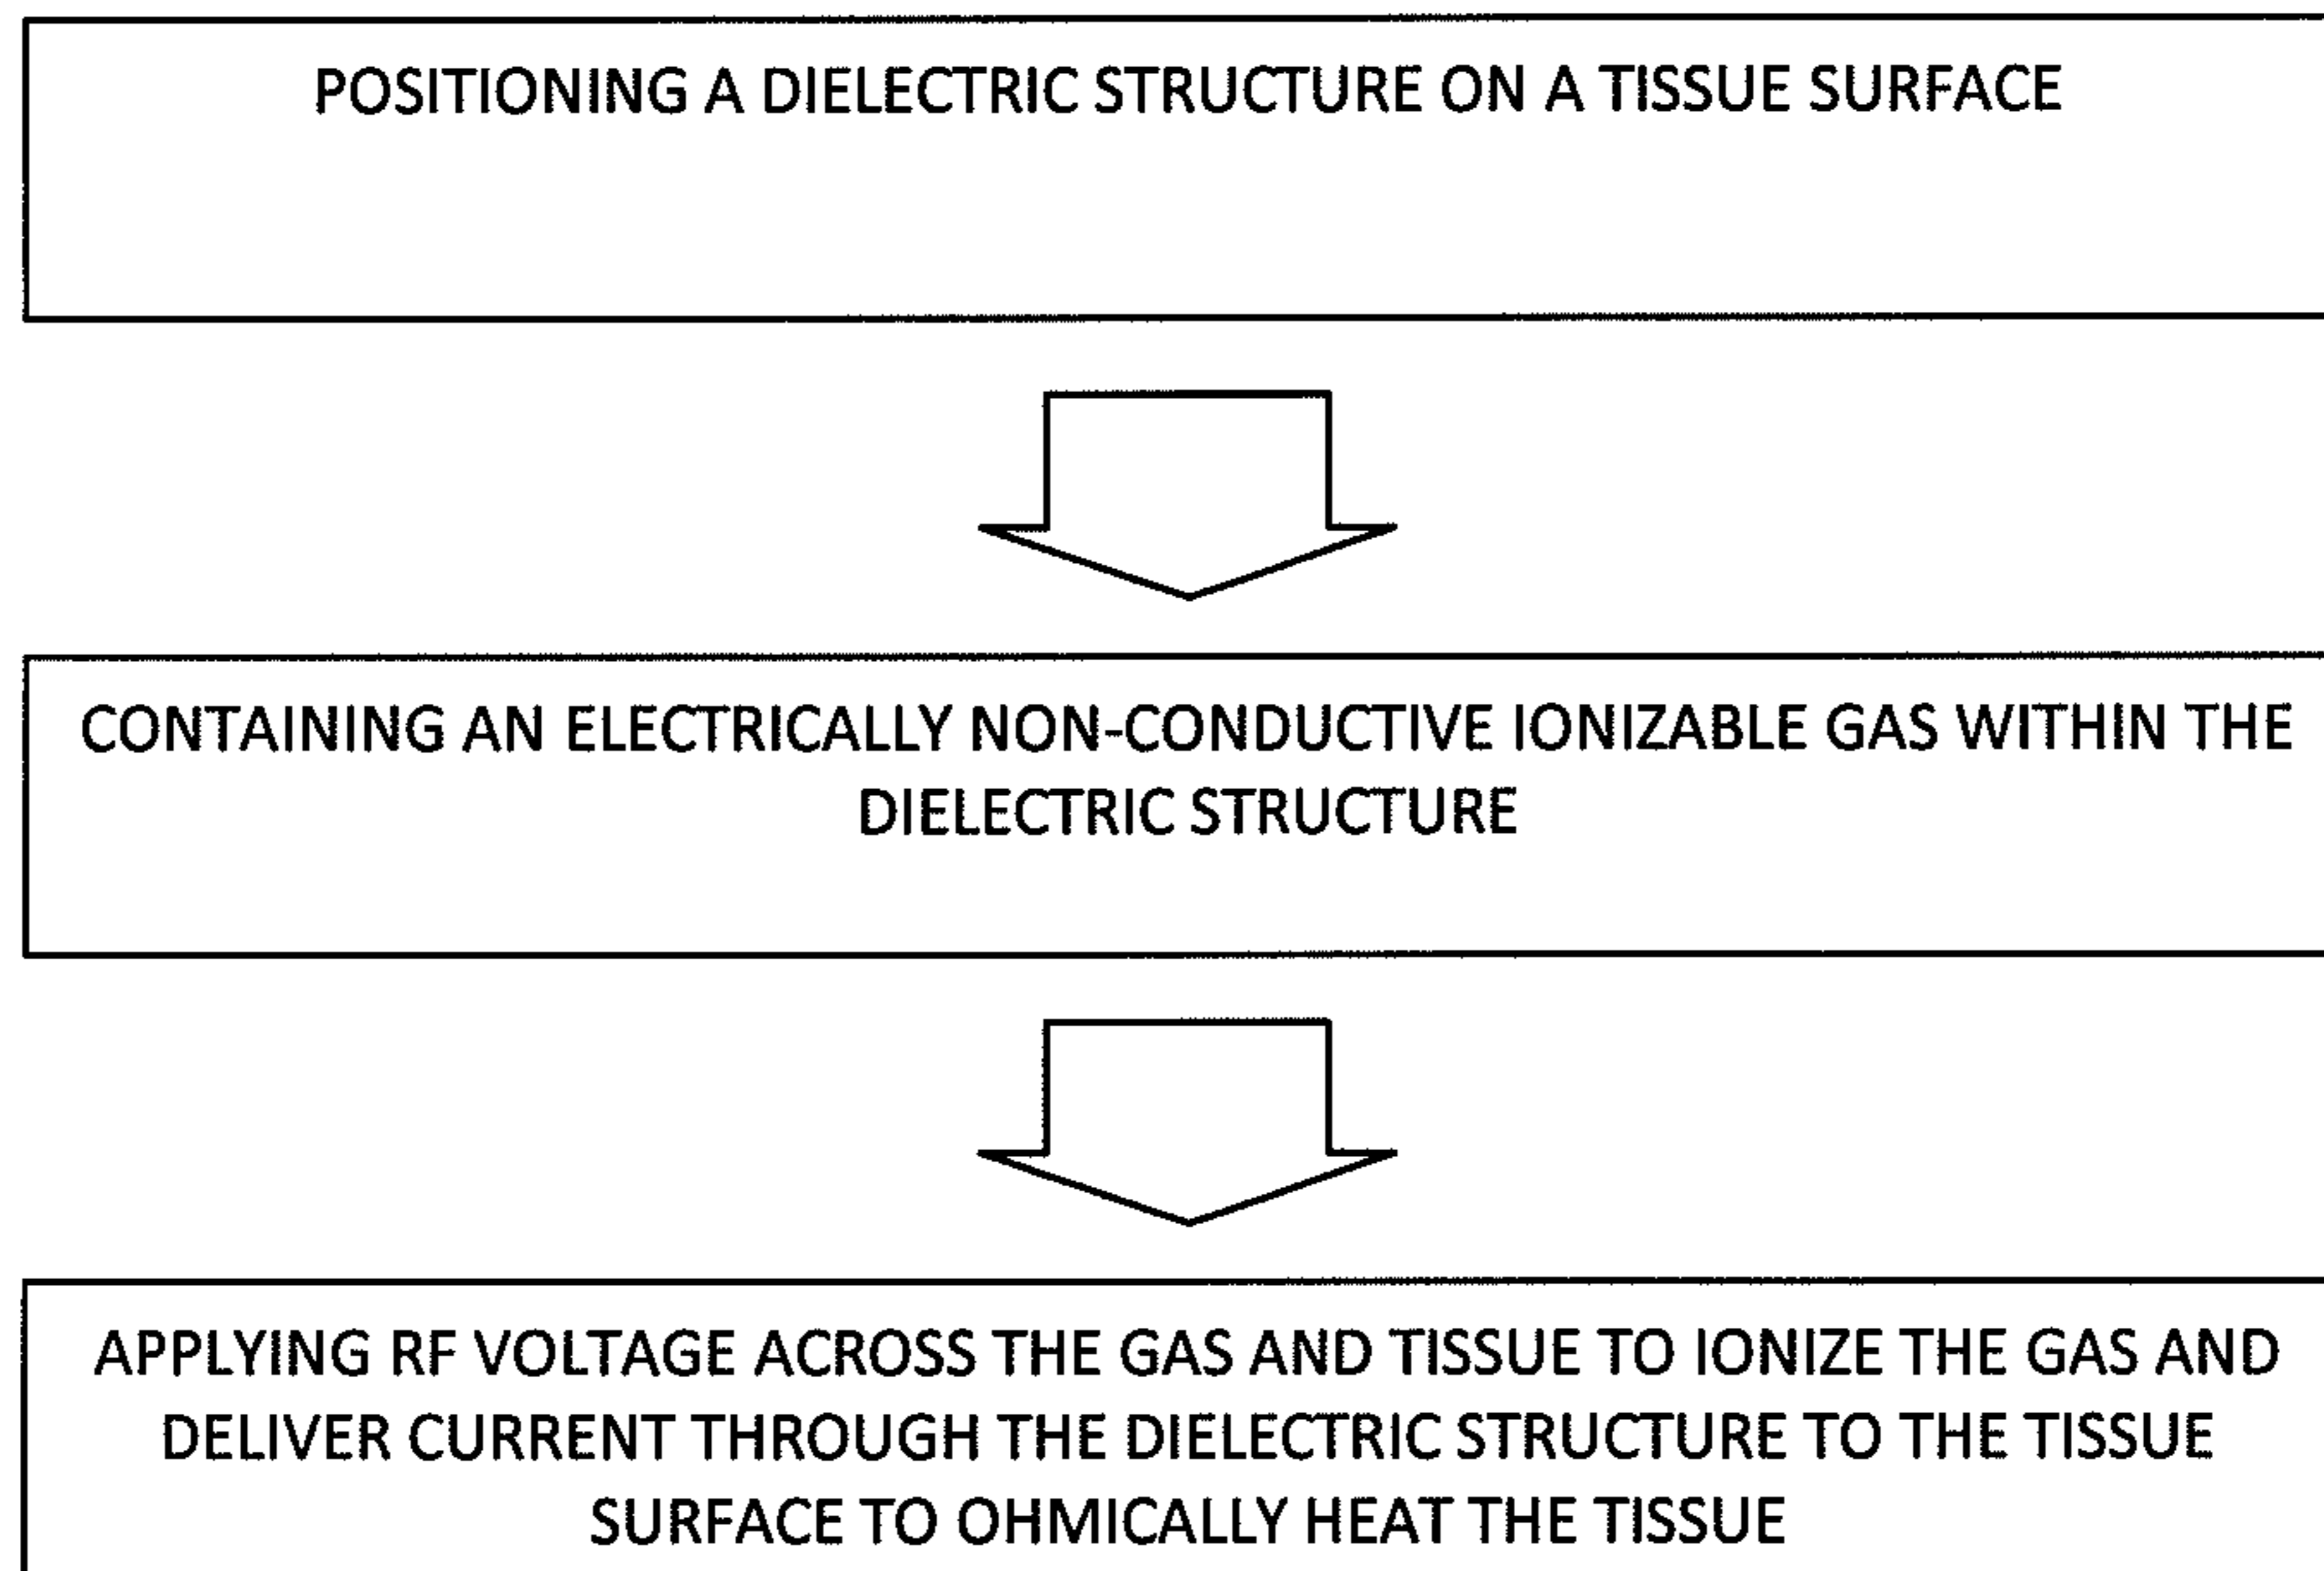 POSITIONING A DIELECTRIC STRUCTURE ON A TISSUE SURFACE
CONTAINING AN ELECTRICALLY NON-CONDUCTIVE IONIZABLE GAS WITHIN THE
DIELECTRIC STRUCTURE
APPLYING RF VOLTAGE ACROSS THE GAS AND TISSUE TO IONIZE THE GAS AND
DELIVER CURRENT THROUGH THE DIELECTRIC STRUCTURE TO THE TISSUE
SURFACE TO OHMICALLY HEAT THE TISSUE